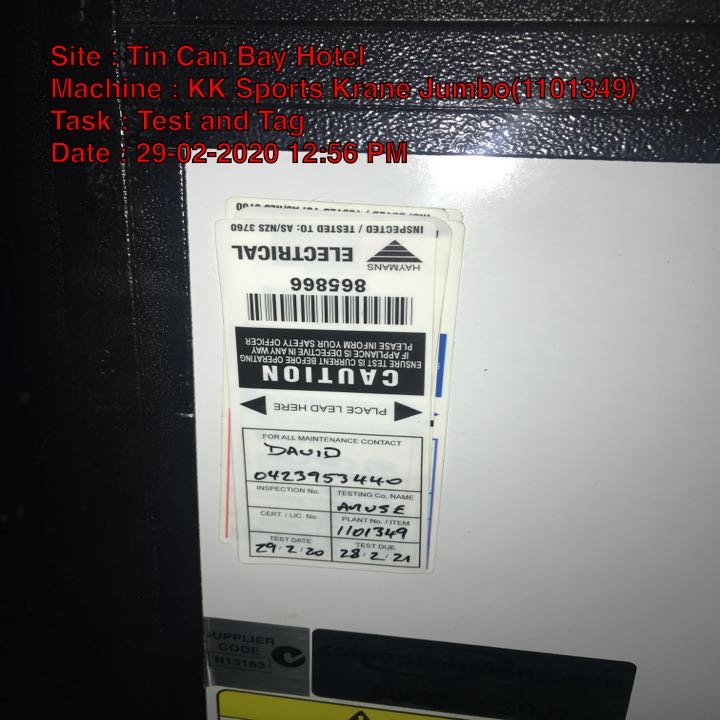 Site : Tin Can Bay Hotel
Machine : KK Sports Krane Jumbo(1101349)
Task : Test and Tag
Date : 29-02-2020 12:56 PM
INSPECTED / TESTED TO: AS/NZS 3760
HAYMANS
ELECTRICAL
865866
CAUTION
ENSURE TEST IS CURRENT BEFORE OPERATING
IF APPLIANCE IS DEFECTIVE IN ANY WAY
PLEASE INFORM YOUR SAFETY OFFICER
PLACE LEAD HERE
FOR ALL MAINTENANCE CONTACT
DAVID
0423953440
INSPECTION No.
TESTING Co. NAME
AMUSE
CERT. / LIC. No.
PLANT No. / ITEM
1101349
TEST DATE
29/2/20
TEST DUE
28/2/21
SUPPLIER
CODE
N13163